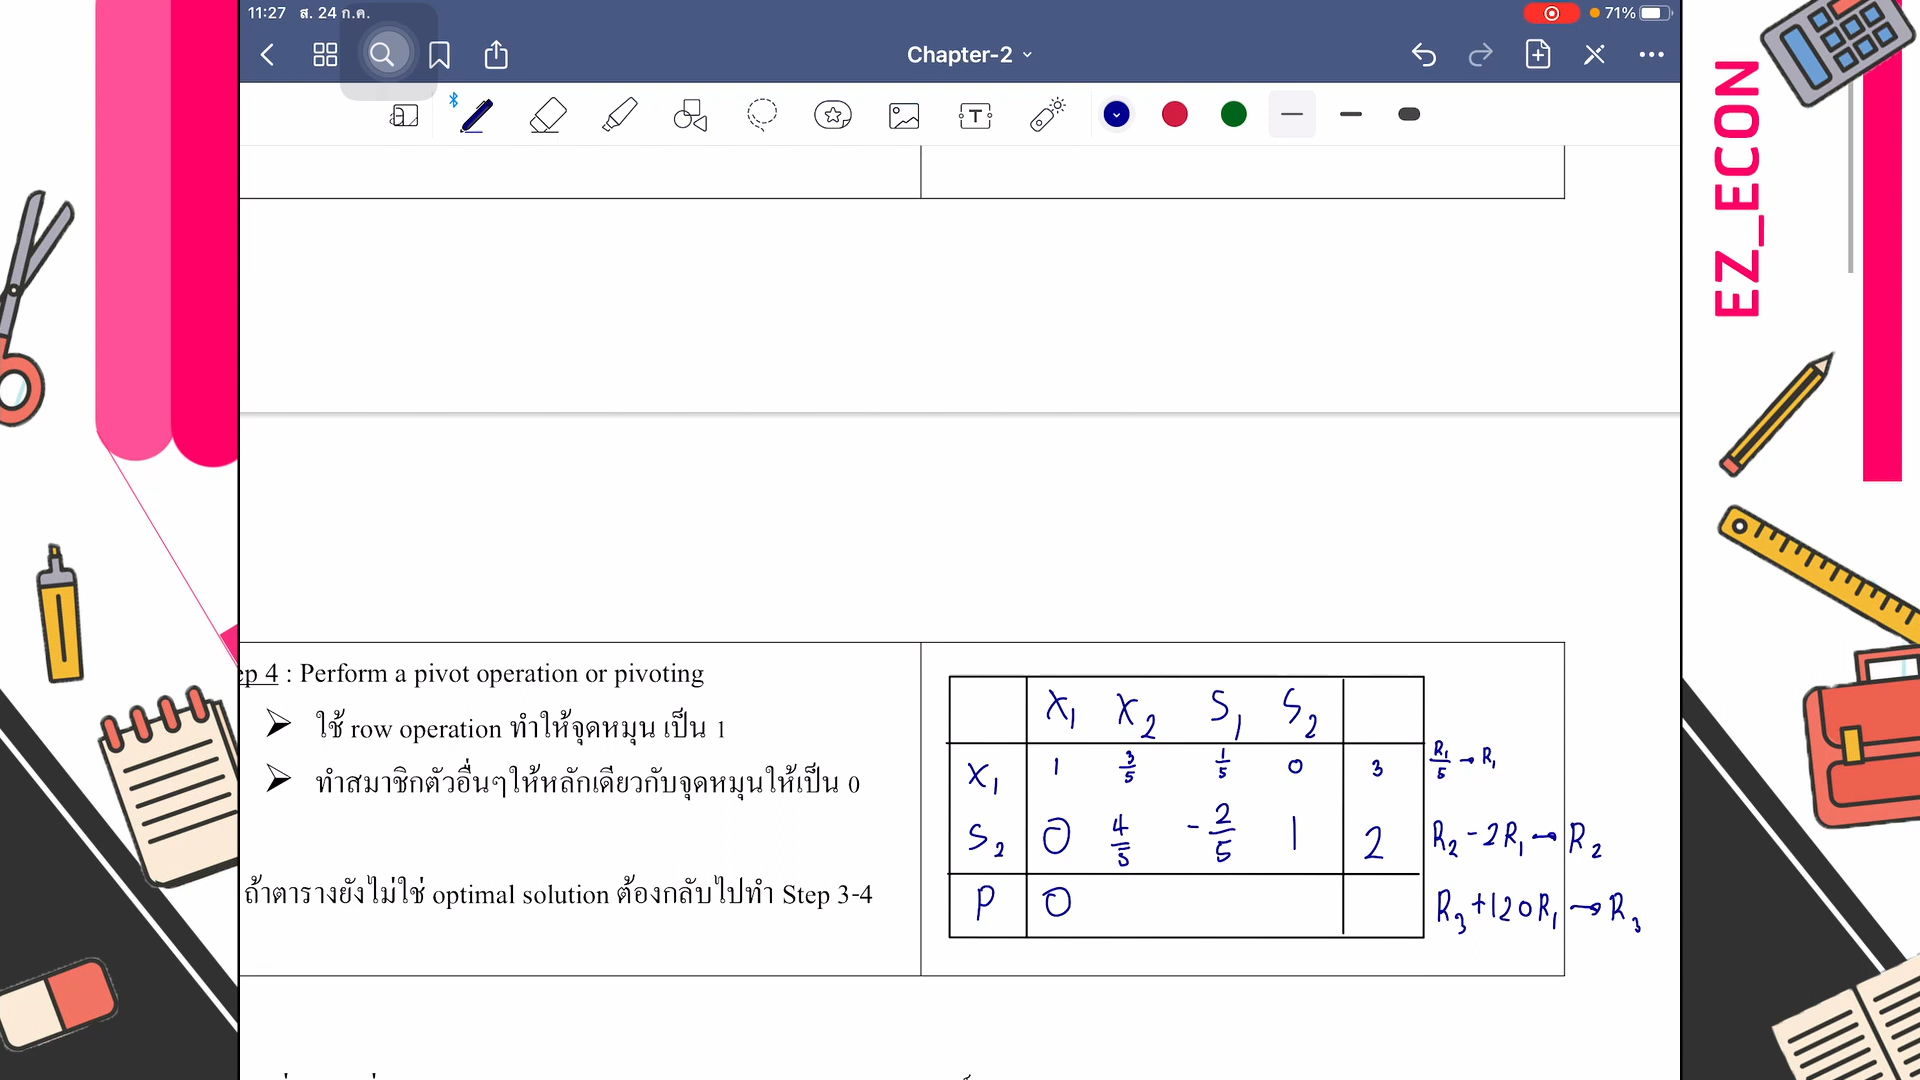 11:27 ส. 24 ก.ค.
71%
Chapter-2
EZ_ECON
ep 4 : Perform a pivot operation or pivoting
ใช้ row operation ทำให้จุดหมุน เป็น 1
ทำสมาชิกตัวอื่นๆให้หลักเดียวกับจุดหมุนให้เป็น 0
ถ้าตารางยังไม่ใช่ optimal solution ต้องกลับไปทำ Step 3-4
X₁ X₂ S₁ S₂
X₁ 1 3/5 1/5 0 3 R₁/5 → R₁
S₂ 0 4/5 -2/5 1 2 R₂ - 2R₁ → R₂
P 0 R₃ + 120R₁ → R₃